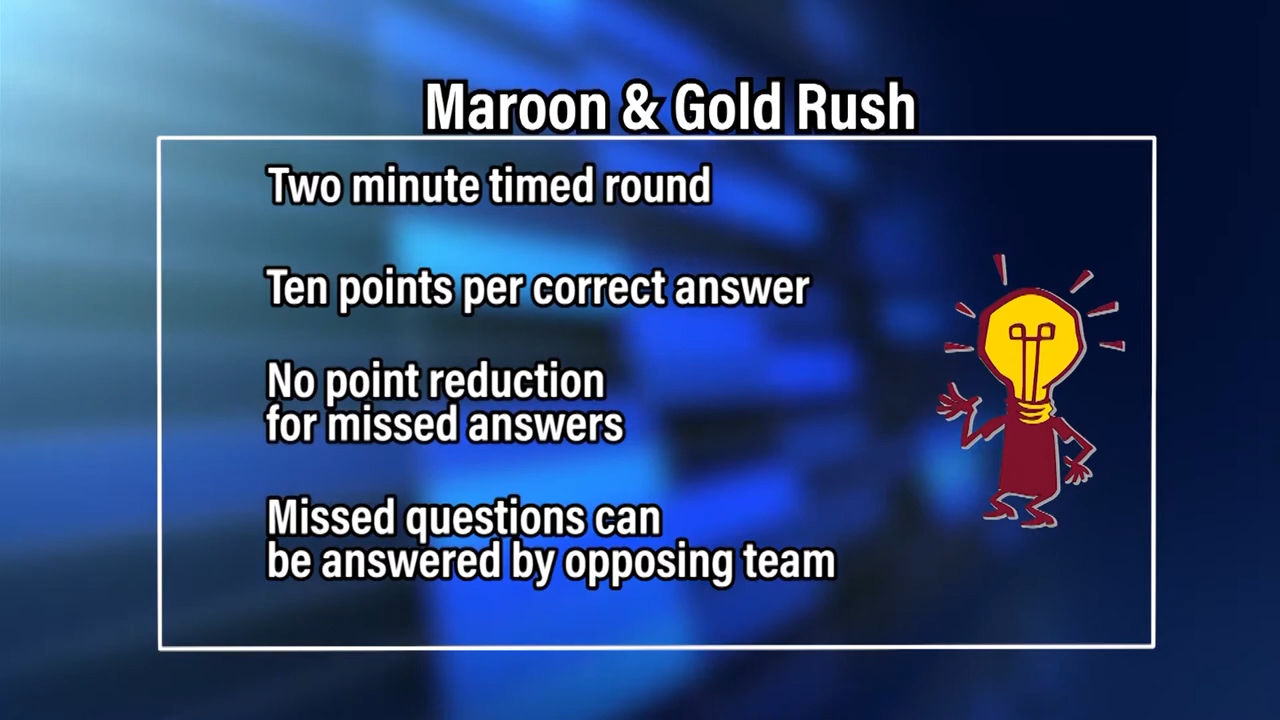 Maroon & Gold Rush
Two minute timed round
Ten points per correct answer
No point reduction
for missed answers
Missed questions can
be answered by opposing team